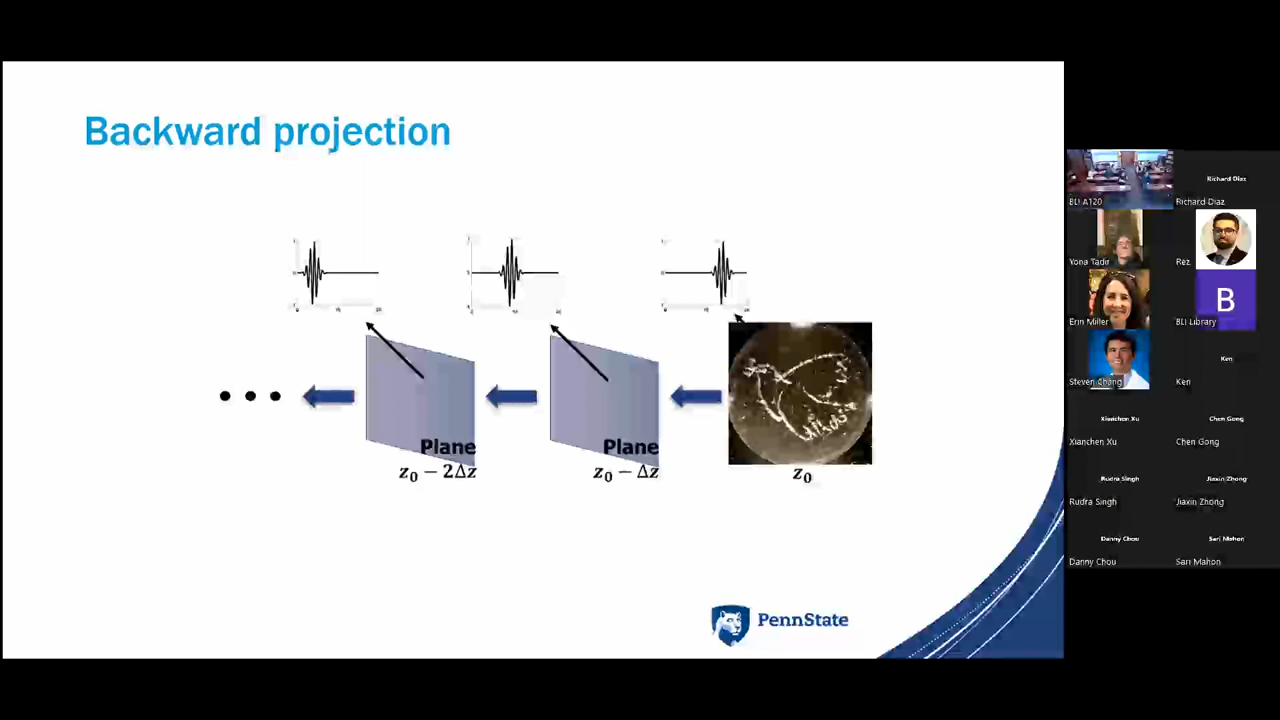 Backward projection
Plane
z₀ − 2Δz
Plane
z₀ − Δz
z₀
PennState
BLI A120
Richard Diaz
Richard Diaz
Yona Tadir
Rez
Erin Miller
B
BLI Library
Steven Chang
Ken
Ken
Xianchen Xu
Xianchen Xu
Chen Gong
Chen Gong
Rudra Singh
Rudra Singh
Jiaxin Zhong
Jiaxin Zhong
Danny Chou
Danny Chou
Sari Mahon
Sari Mahon